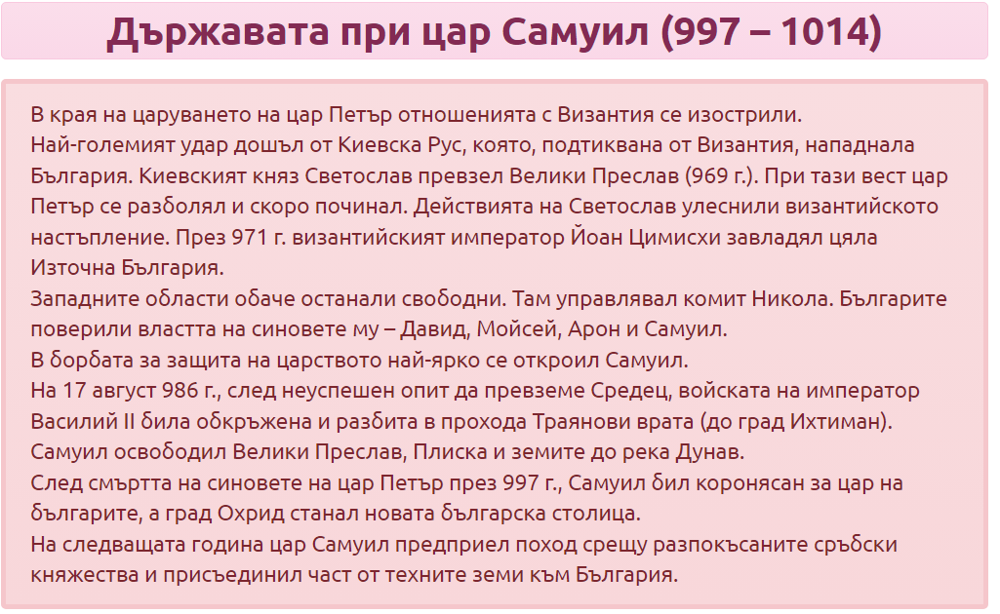 Държавата при цар Самуил (997 – 1014)
В края на царуването на цар Петър отношенията с Византия се изострили.
Най-големият удар дошъл от Киевска Рус, която, подтиквана от Византия, нападнала
България. Киевският княз Светослав превзел Велики Преслав (969 г.). При тази вест цар
Петър се разболял и скоро починал. Действията на Светослав улеснили византийското
настъпление. През 971 г. византийският император Йоан Цимисхи завладял цяла
Източна България.
Западните области обаче останали свободни. Там управлявал комит Никола. Българите
поверили властта на синовете му – Давид, Мойсей, Арон и Самуил.
В борбата за защита на царството най-ярко се откроил Самуил.
На 17 август 986 г., след неуспешен опит да превземе Средец, войската на император
Василий II била обкръжена и разбита в прохода Траянови врата (до град Ихтиман).
Самуил освободил Велики Преслав, Плиска и земите до река Дунав.
След смъртта на синовете на цар Петър през 997 г., Самуил бил коронясан за цар на
българите, а град Охрид станал новата българска столица.
На следващата година цар Самуил предприел поход срещу разпокъсаните сръбски
княжества и присъединил част от техните земи към България.